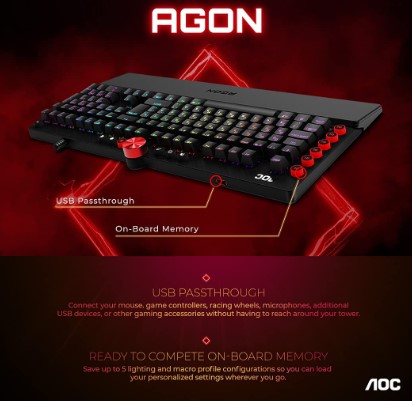 AGON
AGON
AOC
USB Passthrough
On-Board Memory
USB PASSTHROUGH
Connect your mouse, game controllers, racing wheels, microphones, additional
USB devices, or other gaming accessories without having to reach around your tower.
READY TO COMPETE ON-BOARD MEMORY
Save up to 5 lighting and macro profile configurations so you can load
your personalized settings wherever you go.
AOC